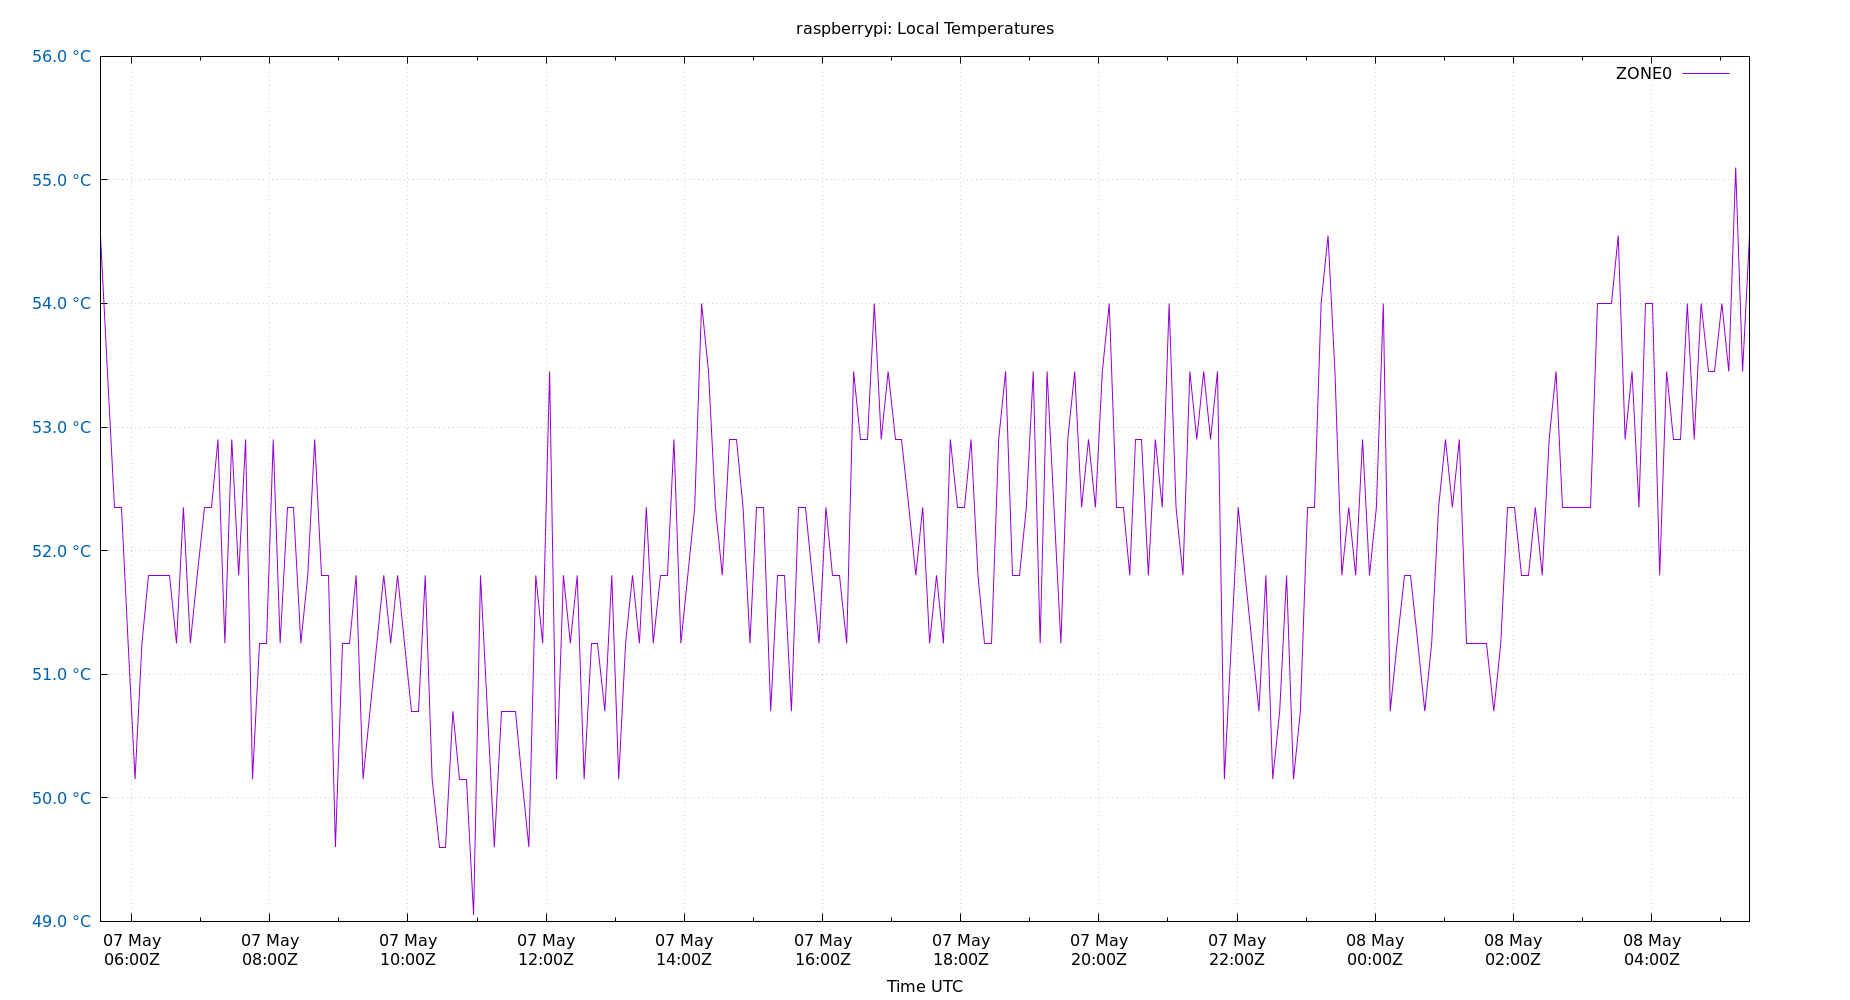 raspberrypi: Local Temperatures
56.0 °C
ZONE0
55.0 °C
54.0 °C
53.0 °C
52.0 °C
51.0 °C
50.0 °C
49.0 °C
07 May 07 May 07 May 07 May 07 May 07 May 07 May 07 May 07 May 08 May 08 May 08 May
06:00Z 08:00Z 10:00Z 12:00Z 14:00Z 16:00Z 18:00Z 20:00Z 22:00Z 00:00Z 02:00Z 04:00Z
Time UTC